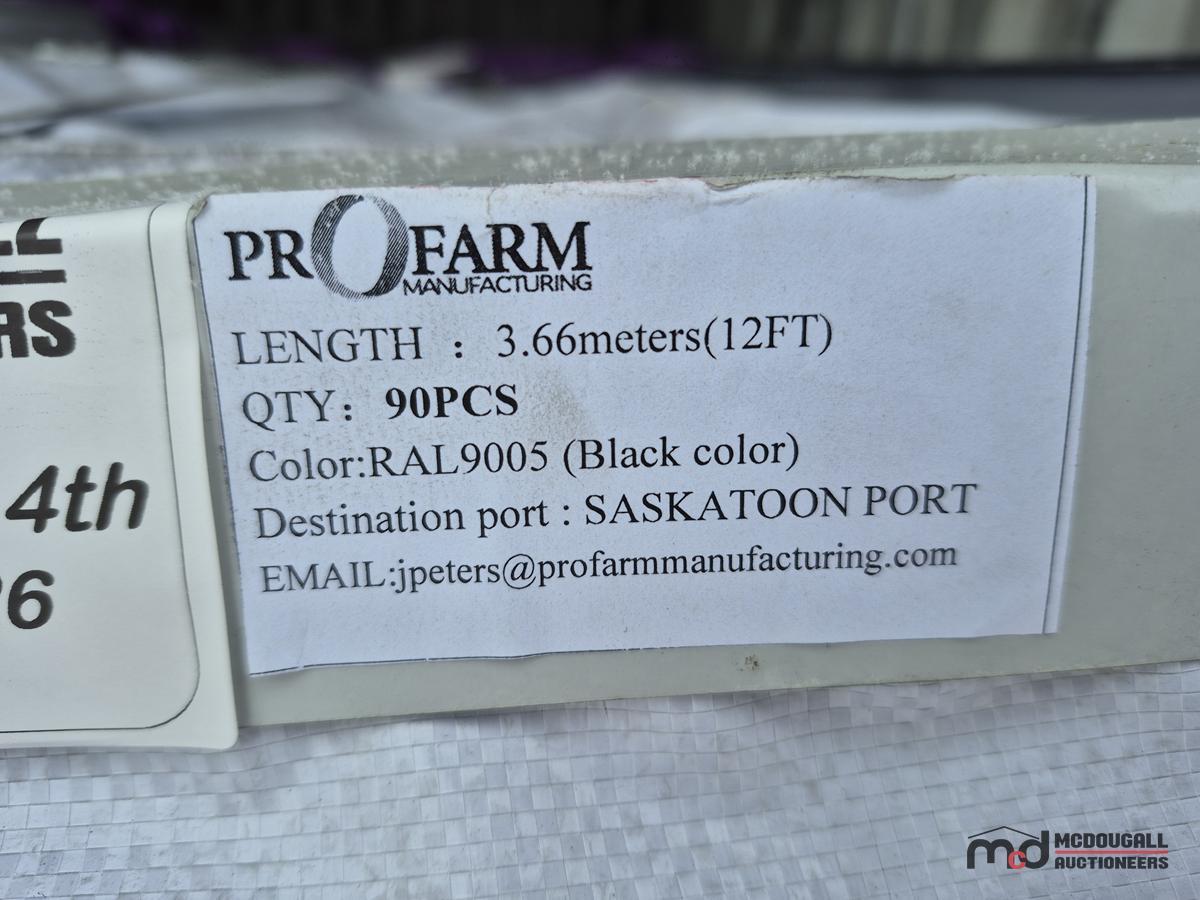 RS
4th
6
PROFARM
MANUFACTURING
LENGTH : 3.66meters(12FT)
QTY: 90PCS
Color:RAL9005 (Black color)
Destination port : SASKATOON PORT
EMAIL:jpeters@profarmmanufacturing.com
mcd MCDOUGALL
AUCTIONEERS